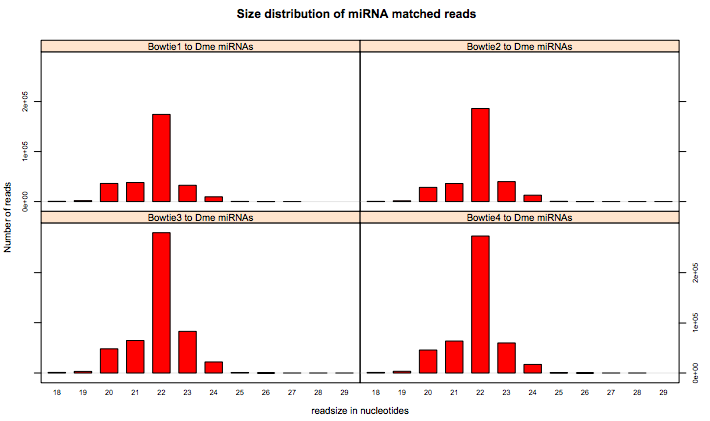 Size distribution of miRNA matched reads
Bowtie1 to Dme miRNAs Bowtie2 to Dme miRNAs
2e+05
1e+05
0e+00
Bowtie3 to Dme miRNAs Bowtie4 to Dme miRNAs
Number of reads
2e+05
1e+05
0e+00
18 19 20 21 22 23 24 25 26 27 28 29 18 19 20 21 22 23 24 25 26 27 28 29
readsize in nucleotides